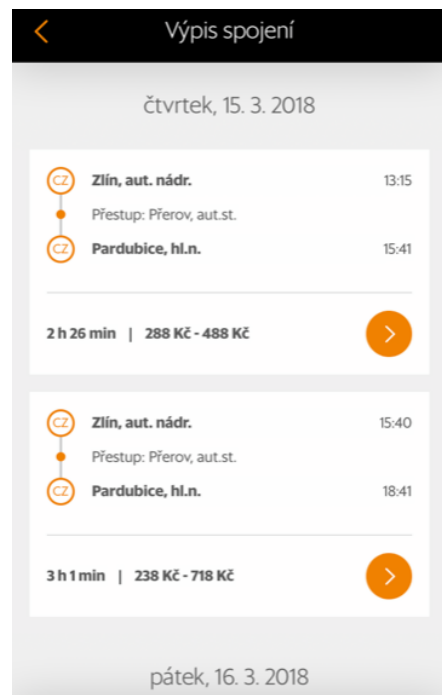 Výpis spojení
čtvrtek, 15. 3. 2018
CZ Zlín, aut. nádr. 13:15
Přestup: Přerov, aut.st.
CZ Pardubice, hl.n. 15:41
2 h 26 min | 288 Kč - 488 Kč
CZ Zlín, aut. nádr. 15:40
Přestup: Přerov, aut.st.
CZ Pardubice, hl.n. 18:41
3 h 1 min | 238 Kč - 718 Kč
pátek, 16. 3. 2018